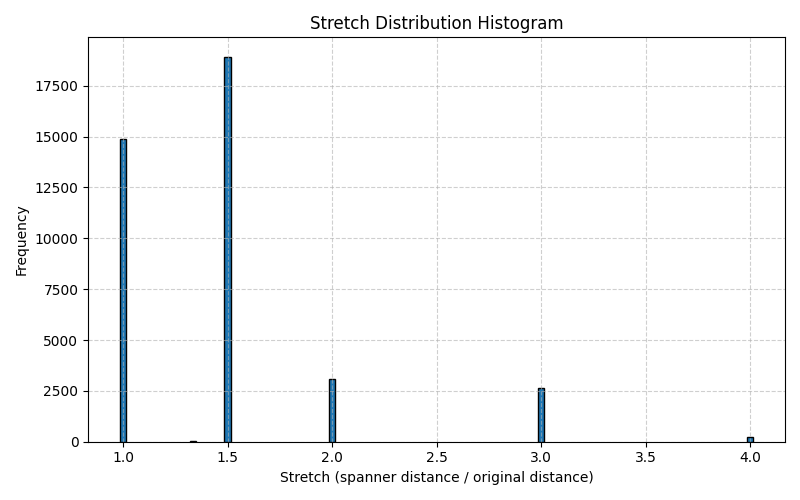 Stretch Distribution Histogram
17500
15000
12500
10000
7500
5000
2500
0
Frequency
1.0 1.5 2.0 2.5 3.0 3.5 4.0
Stretch (spanner distance / original distance)